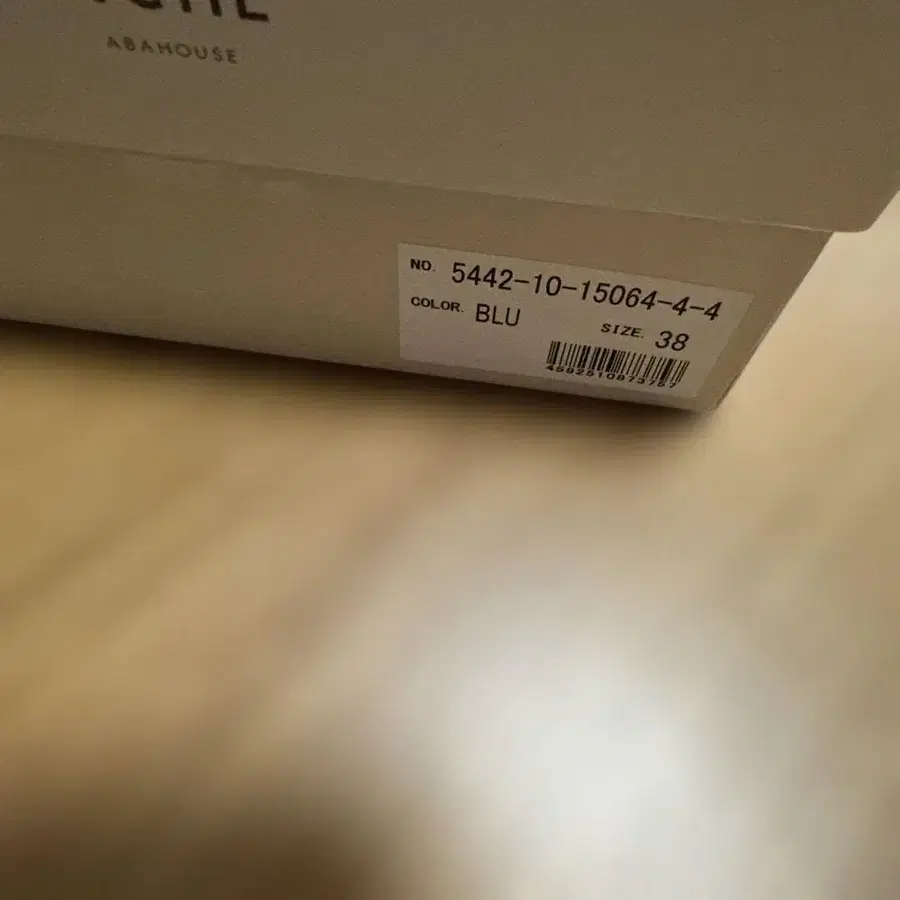 ABAHOUSE
NO. 5442-10-15064-4-4
COLOR. BLU SIZE. 38